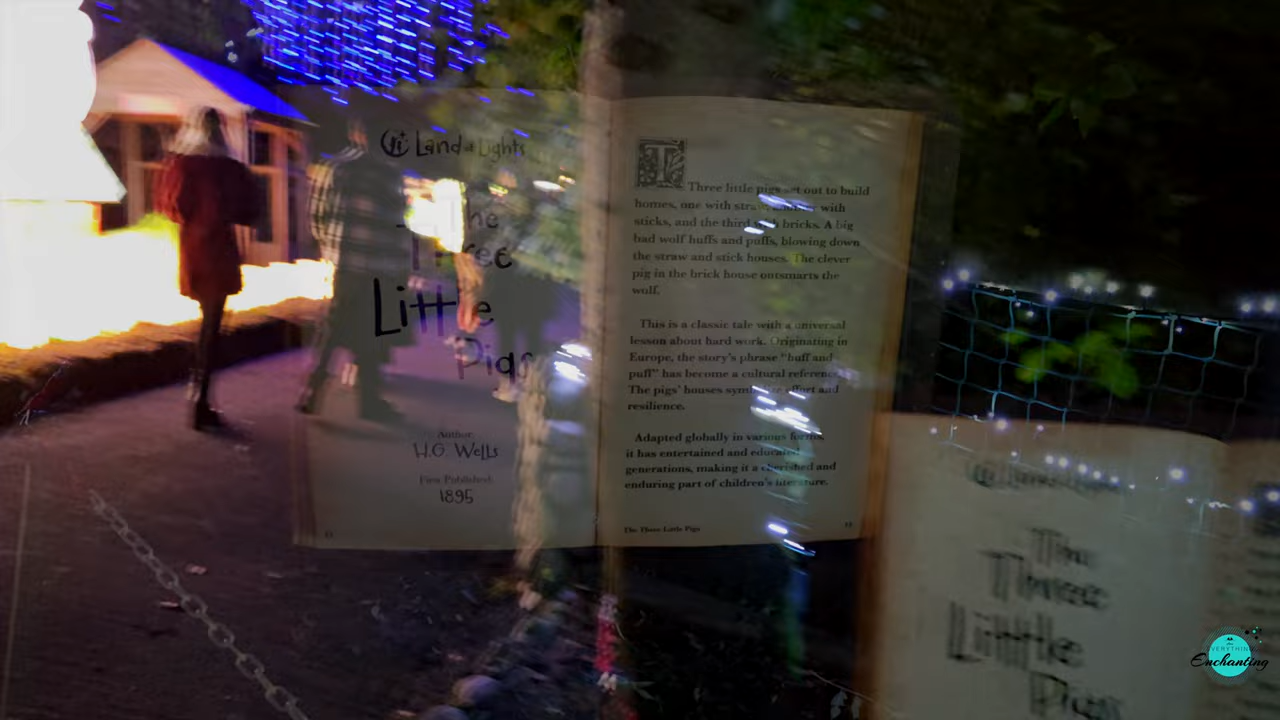 Land of Lights
The
Three
Little
Pigs
Author:
H.G. Wells
First Published:
1895
13
Three little pigs set out to build
homes, one with straw, another with
sticks, and the third with bricks. A big
bad wolf huffs and puffs, blowing down
the straw and stick houses. The clever
pig in the brick house outsmarts the
wolf.
This is a classic tale with a universal
lesson about hard work. Originating in
Europe, the story's phrase "huff and
puff" has become a cultural reference.
The pigs' houses symbolize effort and
resilience.
Adapted globally in various forms,
it has entertained and educated
generations, making it a cherished and
enduring part of children's literature.
The Three Little Pigs
The
Three
Little
Pigs
EVERYTHING
Enchanting